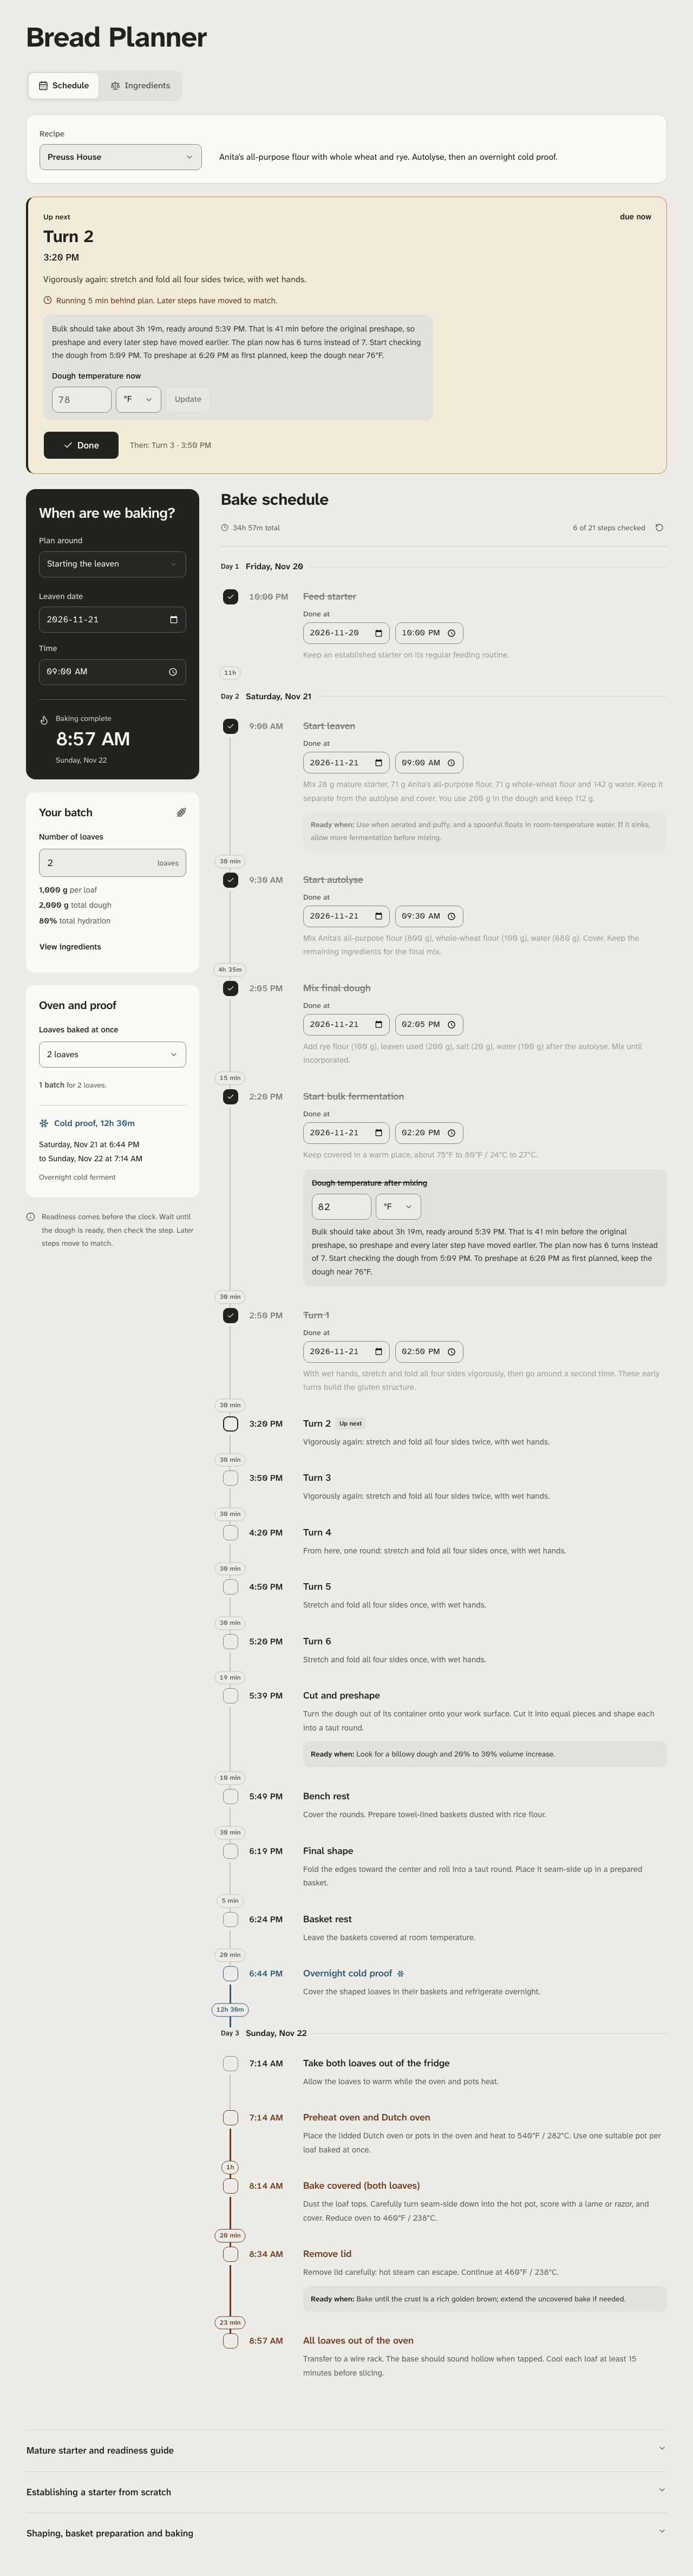 Bread Planner
Schedule
Ingredients
Recipe
Preuss House
Anita's all-purpose flour with whole wheat and rye. Autolyse, then an overnight cold proof.
Up next
due now
Turn 2
3:20 PM
Vigorously again: stretch and fold all four sides twice, with wet hands.
Running 5 min behind plan. Later steps have moved to match.
Bulk should take about 3h 19m, ready around 5:39 PM. That is 41 min before the original preshape, so
preshape and every later step have moved earlier. The plan now has 6 turns instead of 7. Start checking
the dough from 5:09 PM. To preshape at 6:20 PM as first planned, keep the dough near 76°F.
Dough temperature now
78
°F
Update
Done
Then: Turn 3 · 3:50 PM
When are we baking?
Plan around
Starting the leaven
Leaven date
2026-11-21
Time
09:00 AM
Baking complete
8:57 AM
Sunday, Nov 22
Your batch
Number of loaves
2
loaves
1,000 g per loaf
2,000 g total dough
80% total hydration
View ingredients
Oven and proof
Loaves baked at once
2 loaves
1 batch for 2 loaves.
Cold proof, 12h 30m
Saturday, Nov 21 at 6:44 PM
to Sunday, Nov 22 at 7:14 AM
Overnight cold ferment
Readiness comes before the clock. Wait until
the dough is ready, then check the step. Later
steps move to match.
Bake schedule
34h 57m total
6 of 21 steps checked
Day 1 Friday, Nov 20
10:00 PM
Feed starter
Done at
2026-11-20
10:00 PM
Keep an established starter on its regular feeding routine.
11h
Day 2 Saturday, Nov 21
9:00 AM
Start leaven
Done at
2026-11-21
09:00 AM
Mix 28 g mature starter, 71 g Anita's all-purpose flour, 71 g whole-wheat flour and 142 g water. Keep it
separate from the autolyse and cover. You use 200 g in the dough and keep 112 g.
Ready when: Use when aerated and puffy, and a spoonful floats in room-temperature water. If it sinks,
allow more fermentation before mixing.
30 min
9:30 AM
Start autolyse
Done at
2026-11-21
09:30 AM
Mix Anita's all-purpose flour (800 g), whole-wheat flour (100 g), water (680 g). Cover. Keep the
remaining ingredients for the final mix.
4h 35m
2:05 PM
Mix final dough
Done at
2026-11-21
02:05 PM
Add rye flour (100 g), leaven used (200 g), salt (20 g), water (100 g) after the autolyse. Mix until
incorporated.
15 min
2:20 PM
Start bulk fermentation
Done at
2026-11-21
02:20 PM
Keep covered in a warm place, about 75°F to 80°F / 24°C to 27°C.
Dough temperature after mixing
82
°F
Bulk should take about 3h 19m, ready around 5:39 PM. That is 41 min before the original
preshape, so preshape and every later step have moved earlier. The plan now has 6 turns instead
of 7. Start checking the dough from 5:09 PM. To preshape at 6:20 PM as first planned, keep the
dough near 76°F.
30 min
2:50 PM
Turn 1
Done at
2026-11-21
02:50 PM
With wet hands, stretch and fold all four sides vigorously, then go around a second time. These early
turns build the gluten structure.
30 min
3:20 PM
Turn 2
Up next
Vigorously again: stretch and fold all four sides twice, with wet hands.
30 min
3:50 PM
Turn 3
Vigorously again: stretch and fold all four sides twice, with wet hands.
30 min
4:20 PM
Turn 4
From here, one round: stretch and fold all four sides once, with wet hands.
30 min
4:50 PM
Turn 5
Stretch and fold all four sides once, with wet hands.
30 min
5:20 PM
Turn 6
Stretch and fold all four sides once, with wet hands.
19 min
5:39 PM
Cut and preshape
Turn the dough out of its container onto your work surface. Cut it into equal pieces and shape each
into a taut round.
Ready when: Look for a billowy dough and 20% to 30% volume increase.
10 min
5:49 PM
Bench rest
Cover the rounds. Prepare towel-lined baskets dusted with rice flour.
30 min
6:19 PM
Final shape
Fold the edges toward the center and roll into a taut round. Place it seam-side up in a prepared
basket.
5 min
6:24 PM
Basket rest
Leave the baskets covered at room temperature.
20 min
6:44 PM
Overnight cold proof
Cover the shaped loaves in their baskets and refrigerate overnight.
12h 30m
Day 3 Sunday, Nov 22
7:14 AM
Take both loaves out of the fridge
Allow the loaves to warm while the oven and pots heat.
7:14 AM
Preheat oven and Dutch oven
Place the lidded Dutch oven or pots in the oven and heat to 540°F / 282°C. Use one suitable pot per
loaf baked at once.
1h
8:14 AM
Bake covered (both loaves)
Dust the loaf tops. Carefully turn seam-side down into the hot pot, score with a lame or razor, and
cover. Reduce oven to 460°F / 238°C.
20 min
8:34 AM
Remove lid
Remove lid carefully: hot steam can escape. Continue at 460°F / 238°C.
Ready when: Bake until the crust is a rich golden brown; extend the uncovered bake if needed.
23 min
8:57 AM
All loaves out of the oven
Transfer to a wire rack. The base should sound hollow when tapped. Cool each loaf at least 15
minutes before slicing.
Mature starter and readiness guide
Establishing a starter from scratch
Shaping, basket preparation and baking